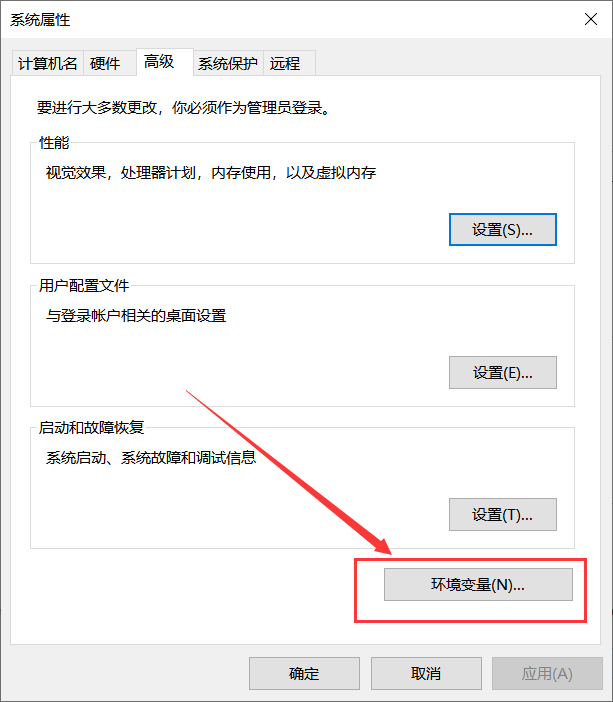 系统属性
计算机名 硬件 高级 系统保护 远程
要进行大多数更改，你必须作为管理员登录。
性能
视觉效果，处理器计划，内存使用，以及虚拟内存
设置(S)...
用户配置文件
与登录帐户相关的桌面设置
设置(E)...
启动和故障恢复
系统启动、系统故障和调试信息
设置(T)...
环境变量(N)...
确定 取消 应用(A)